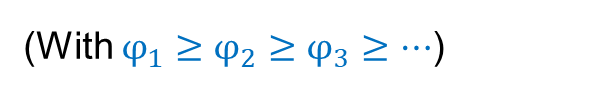 (With φ₁ ≥ φ₂ ≥ φ₃ ≥ ⋯)